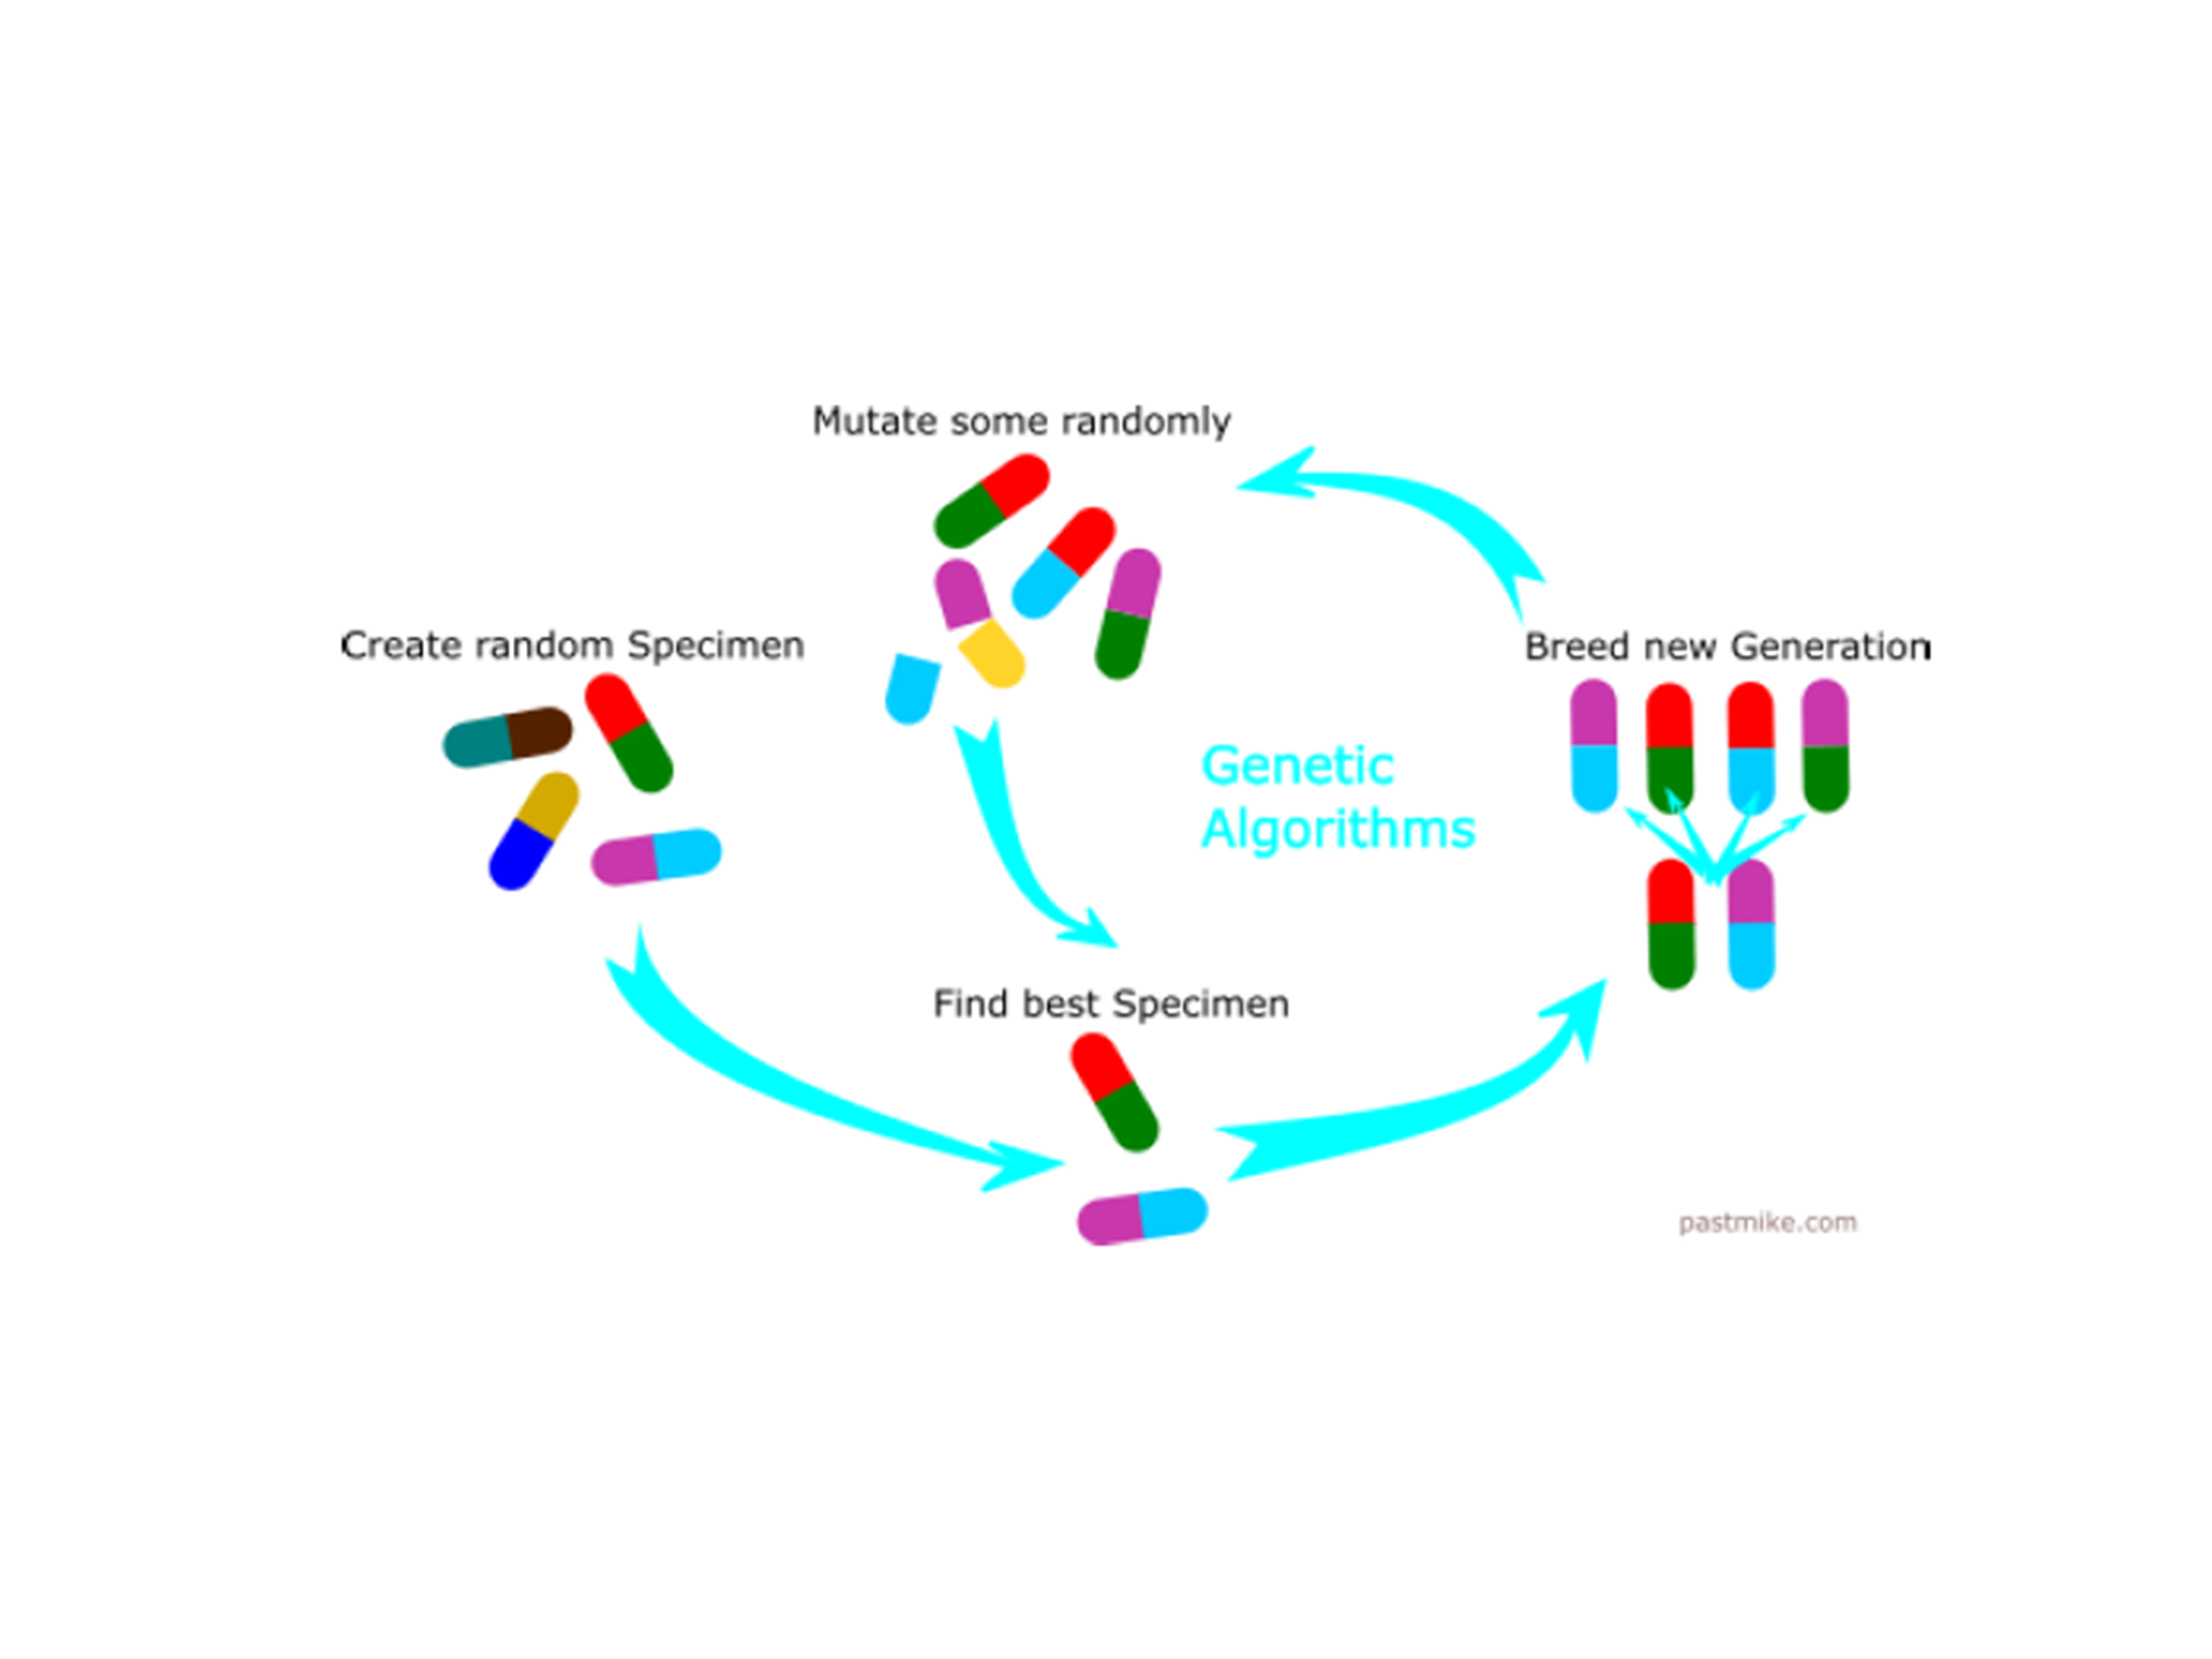 Mutate some randomly
Create random Specimen
Breed new Generation
Genetic
Algorithms
Find best Specimen
pastmike.com